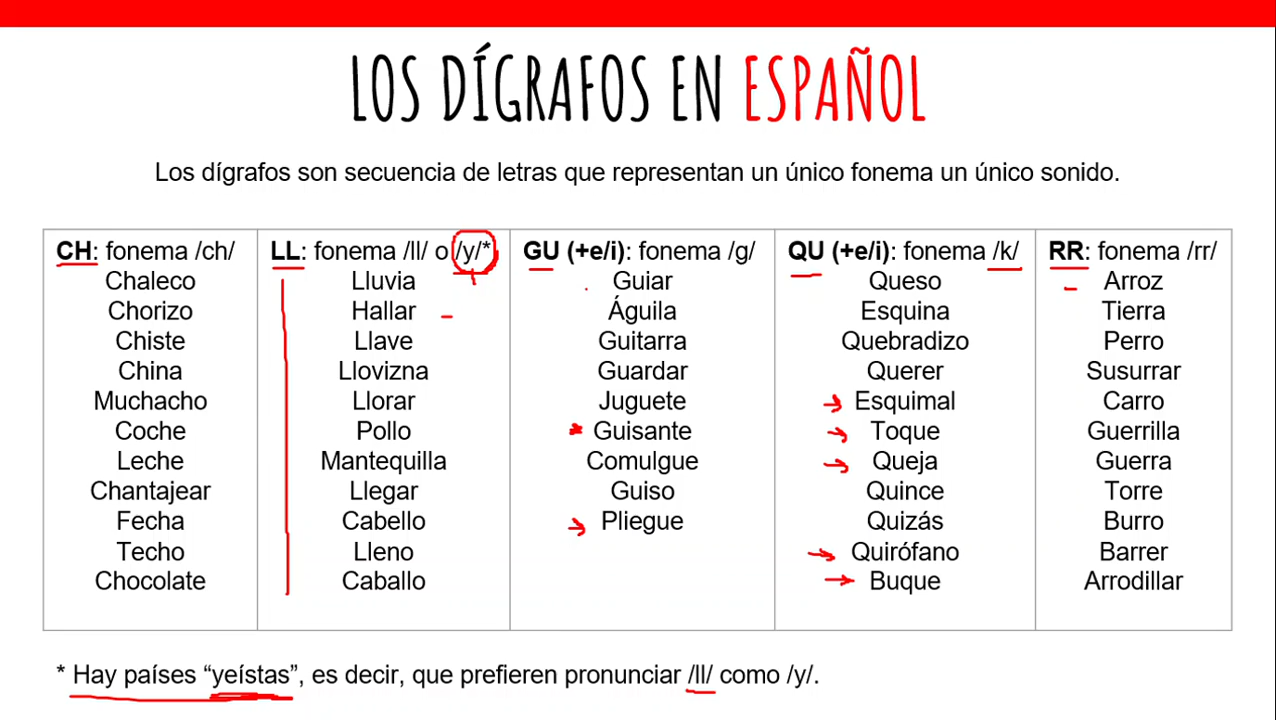 LOS DÍGRAFOS EN ESPAÑOL
Los dígrafos son secuencia de letras que representan un único fonema un único sonido.
CH: fonema /ch/
Chaleco
Chorizo
Chiste
China
Muchacho
Coche
Leche
Chantajear
Fecha
Techo
Chocolate
LL: fonema /ll/ o /y/*
Lluvia
Hallar
Llave
Llovizna
Llorar
Pollo
Mantequilla
Llegar
Cabello
Lleno
Caballo
GU (+e/i): fonema /g/
Guiar
Águila
Guitarra
Guardar
Juguete
Guisante
Comulgue
Guiso
Pliegue
QU (+e/i): fonema /k/
Queso
Esquina
Quebradizo
Querer
Esquimal
Toque
Queja
Quince
Quizás
Quirófano
Buque
RR: fonema /rr/
Arroz
Tierra
Perro
Susurrar
Carro
Guerrilla
Guerra
Torre
Burro
Barrer
Arrodillar
* Hay países “yeístas”, es decir, que prefieren pronunciar /ll/ como /y/.